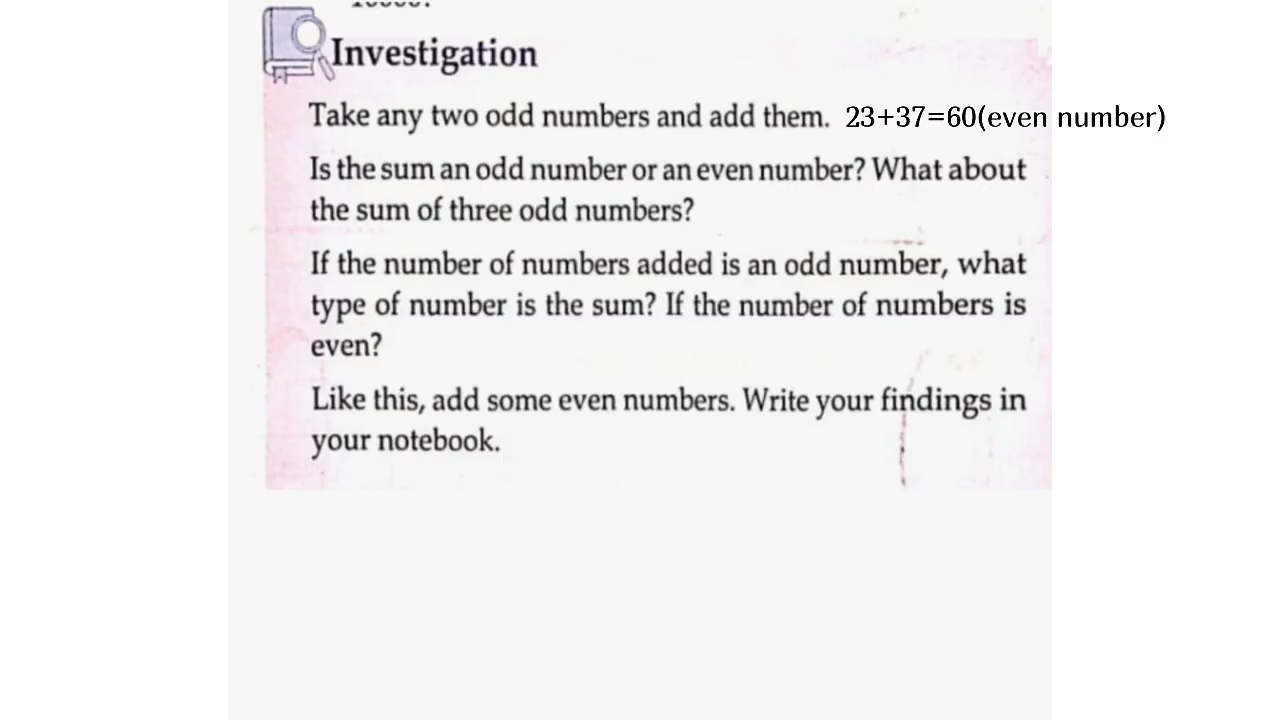 Investigation
Take any two odd numbers and add them. 23+37=60(even number)
Is the sum an odd number or an even number? What about
the sum of three odd numbers?
If the number of numbers added is an odd number, what
type of number is the sum? If the number of numbers is
even?
Like this, add some even numbers. Write your findings in
your notebook.